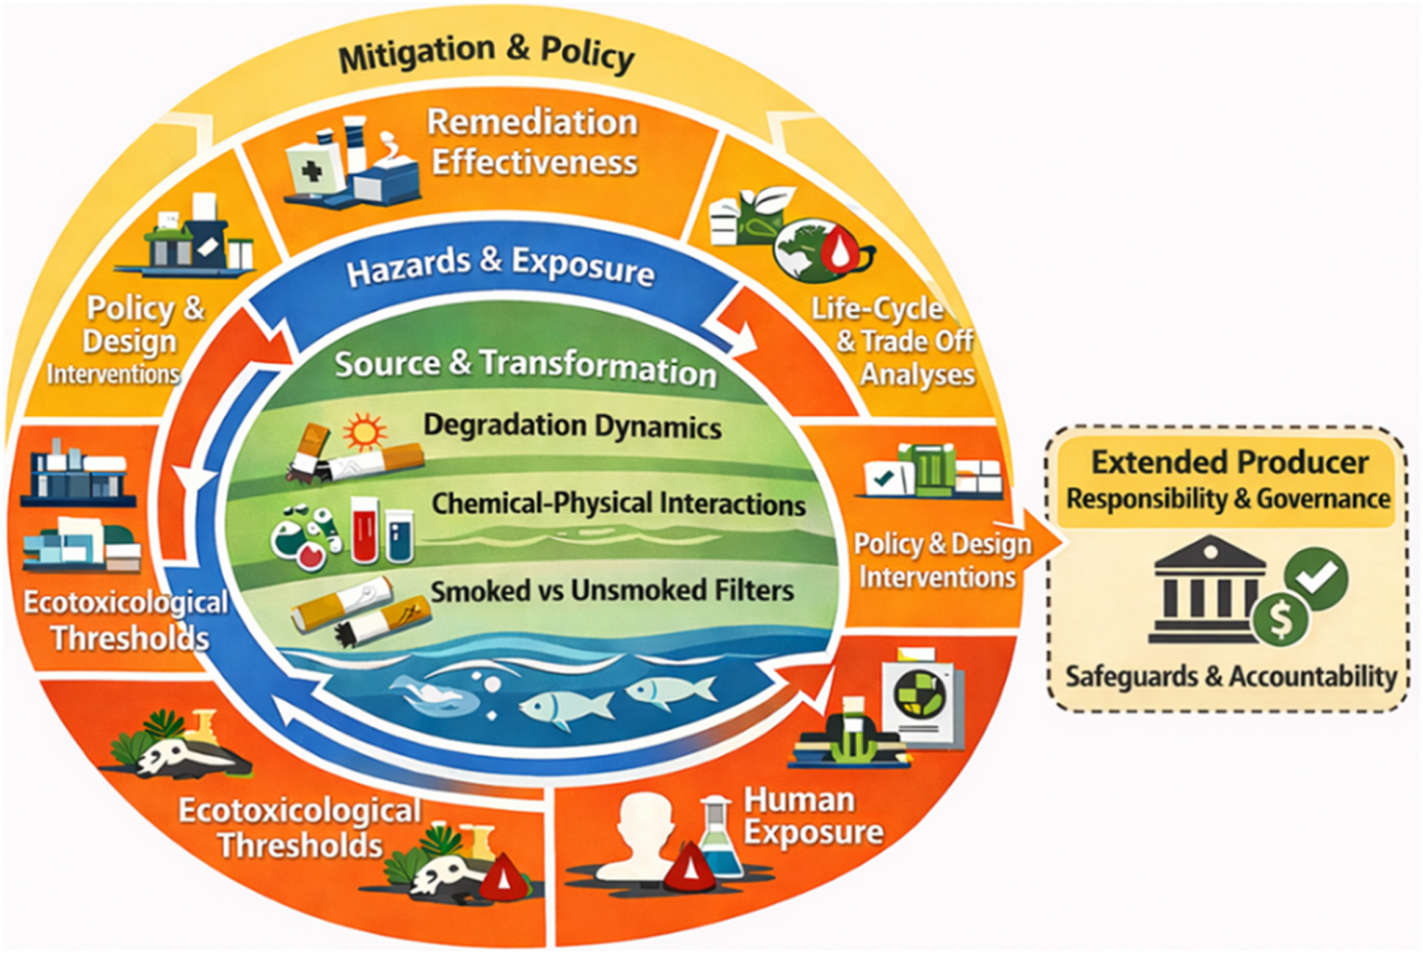 Mitigation & Policy
Remediation
Effectiveness
Hazards & Exposure
Policy &
Design
Interventions
Life-Cycle
& Trade Off
Analyses
Source & Transformation
Degradation Dynamics
Chemical-Physical Interactions
Smoked vs Unsmoked Filters
Ecotoxicological
Thresholds
Policy & Design
Interventions
Ecotoxicological
Thresholds
Human
Exposure
Extended Producer
Responsibility & Governance
$
Safeguards & Accountability